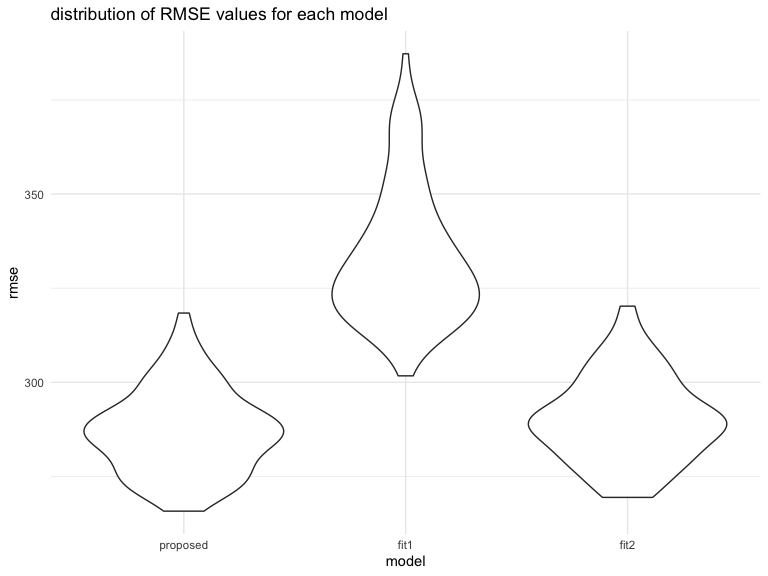 distribution of RMSE values for each model
rmse
350
300
proposed
fit1
fit2
model